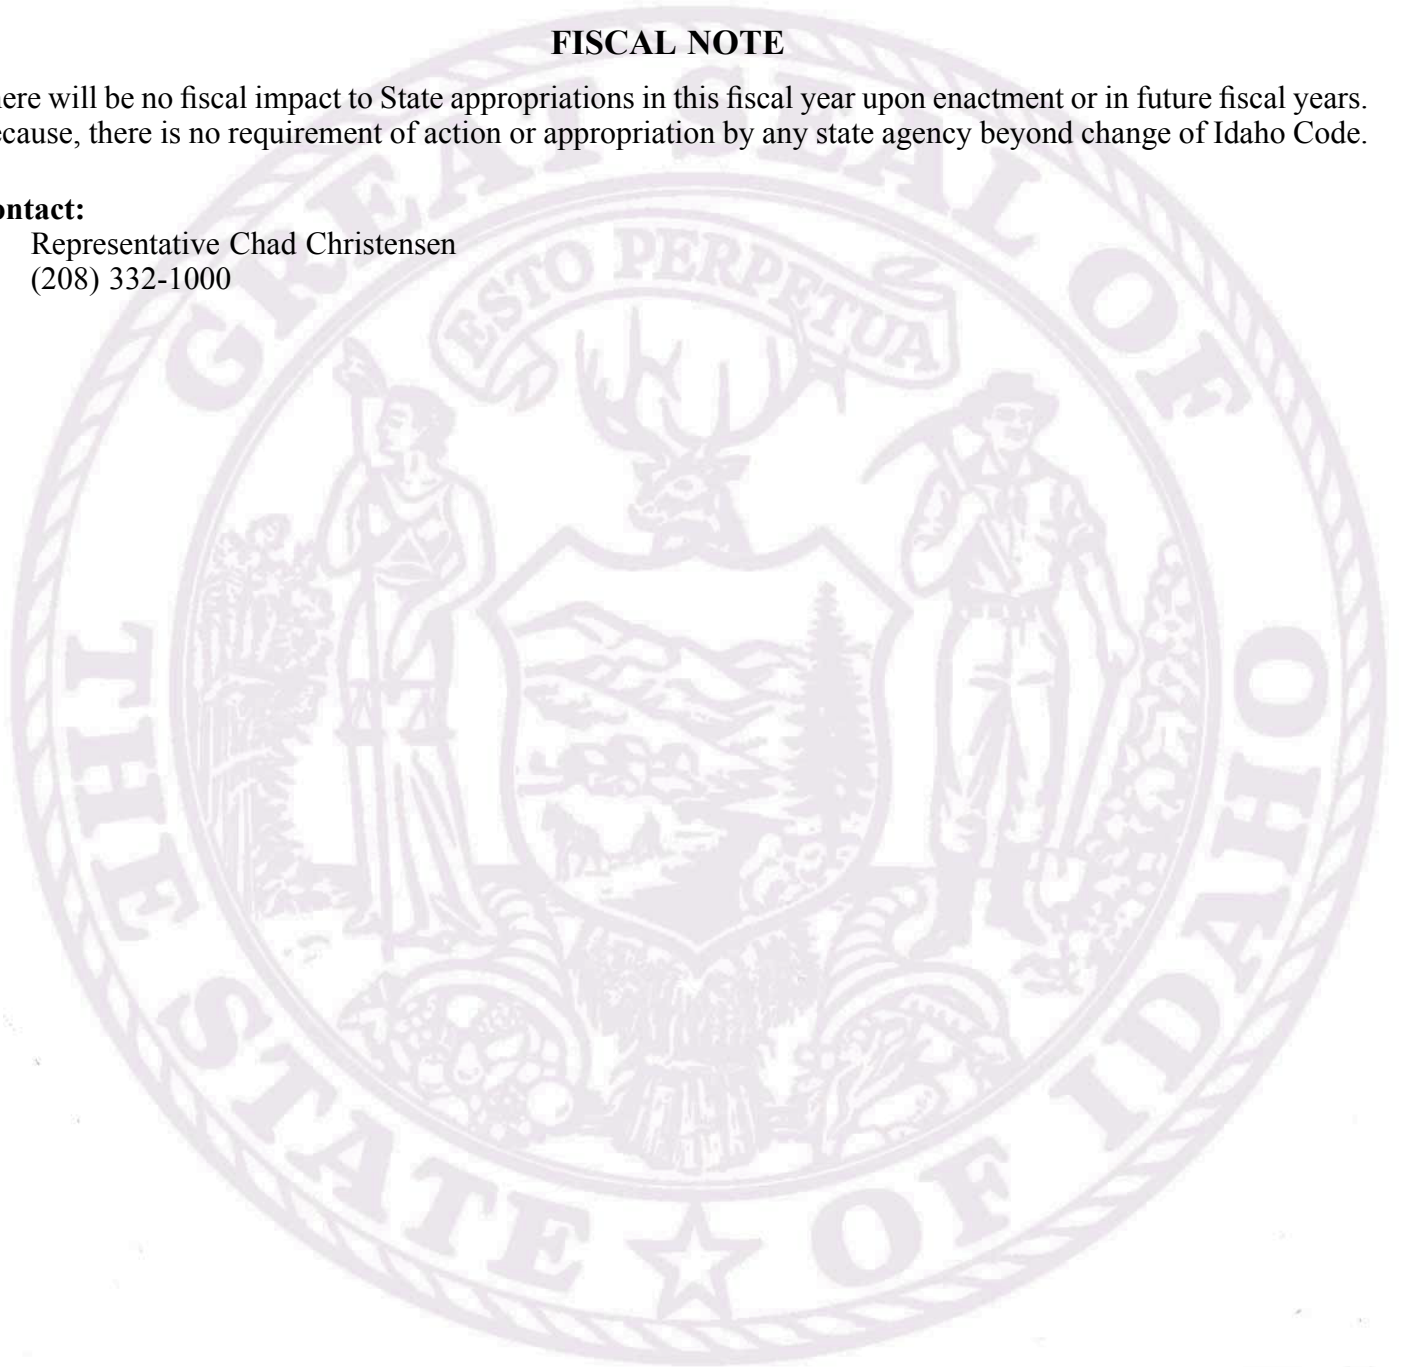 FISCAL NOTE
here will be no fiscal impact to State appropriations in this fiscal year upon enactment or in future fiscal years.
ecause, there is no requirement of action or appropriation by any state agency beyond change of Idaho Code.
ontact:
Representative Chad Christensen
(208) 332-1000
GREAT SEAL OF
ESTO PERPETUA
THE STATE OF IDAHO